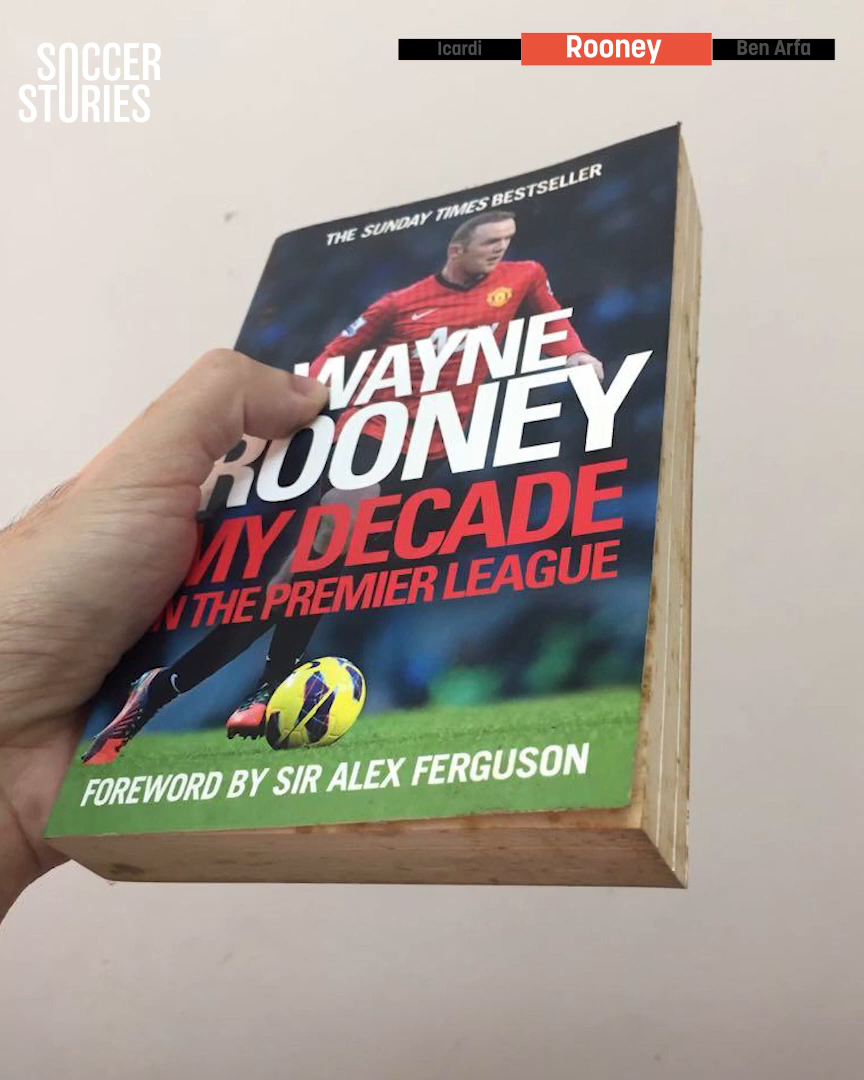 SOCCER
STORIES
Icardi
Rooney
Ben Arfa
THE SUNDAY TIMES BESTSELLER
WAYNE
ROONEY
MY DECADE
IN THE PREMIER LEAGUE
FOREWORD BY SIR ALEX FERGUSON